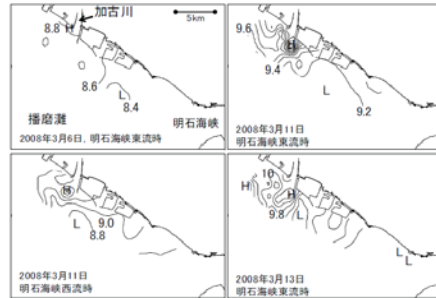 加古川
8.8 H
5km
8.6
L
8.4
播磨灘
明石海峡
2008年3月6日, 明石海峡東流時
9.6
H
9.4
L
9.2
2008年3月11日
明石海峡東流時
H
L
9.0
8.8
2008年3月11日
明石海峡西流時
10
H
H
9.8
L
L
L
2008年3月13日
明石海峡東流時